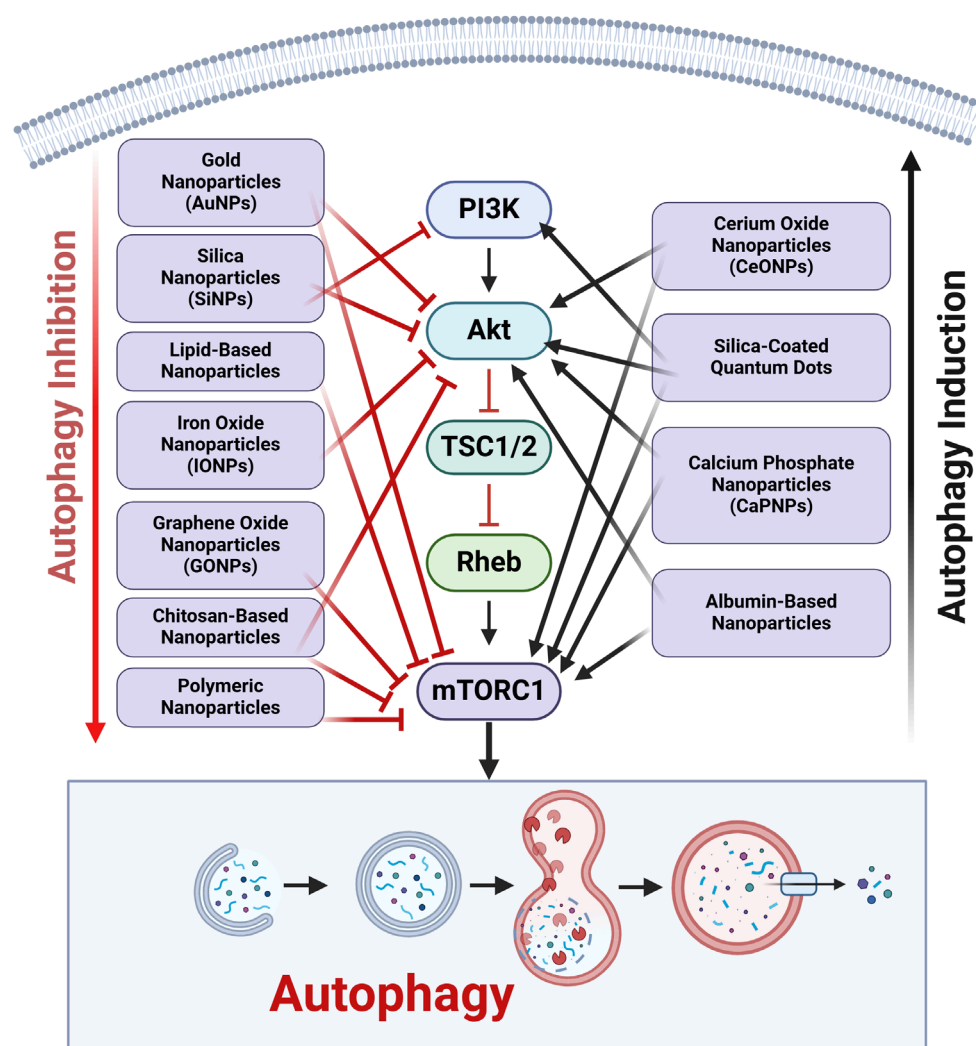 Autophagy Inhibition
Gold
Nanoparticles
(AuNPs)
Silica
Nanoparticles
(SiNPs)
Lipid-Based
Nanoparticles
Iron Oxide
Nanoparticles
(IONPs)
Graphene Oxide
Nanoparticles
(GONPs)
Chitosan-Based
Nanoparticles
Polymeric
Nanoparticles
PI3K
Akt
TSC1/2
Rheb
mTORC1
Cerium Oxide
Nanoparticles
(CeONPs)
Silica-Coated
Quantum Dots
Calcium Phosphate
Nanoparticles
(CaPNPs)
Albumin-Based
Nanoparticles
Autophagy Induction
Autophagy